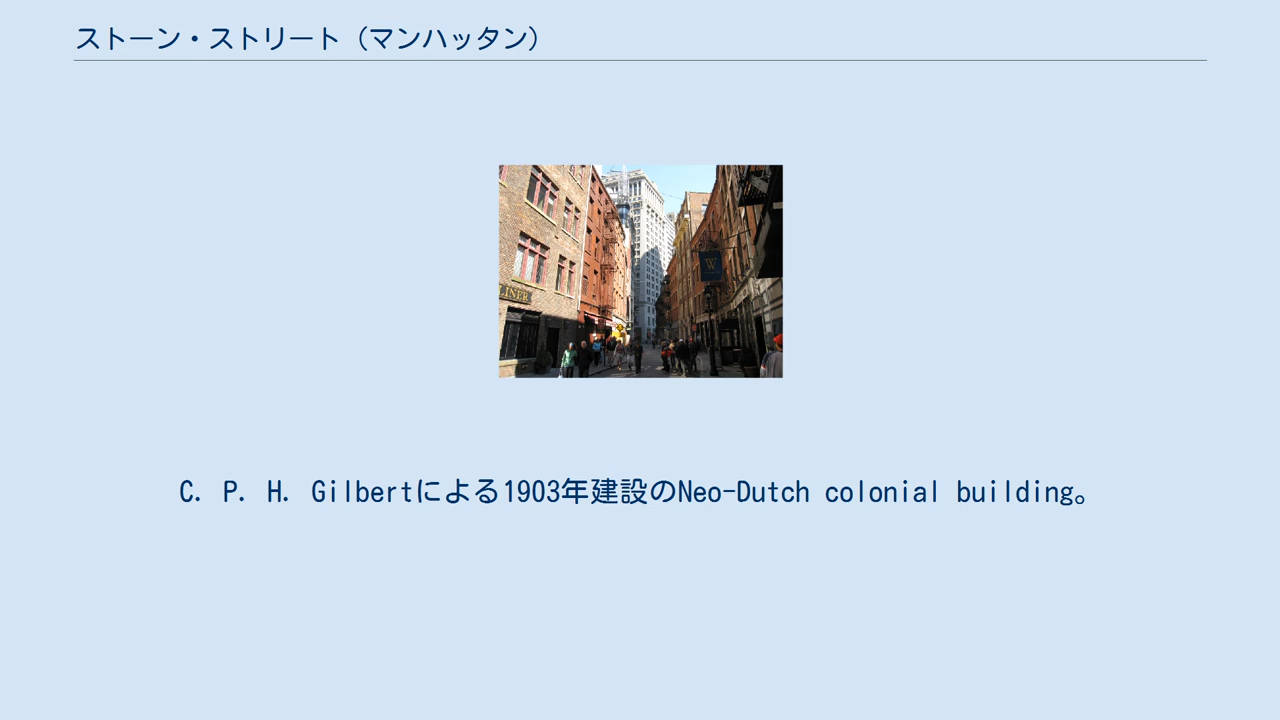 ストーン・ストリート（マンハッタン）
LINER
W
C. P. H. Gilbertによる1903年建設のNeo-Dutch colonial building。